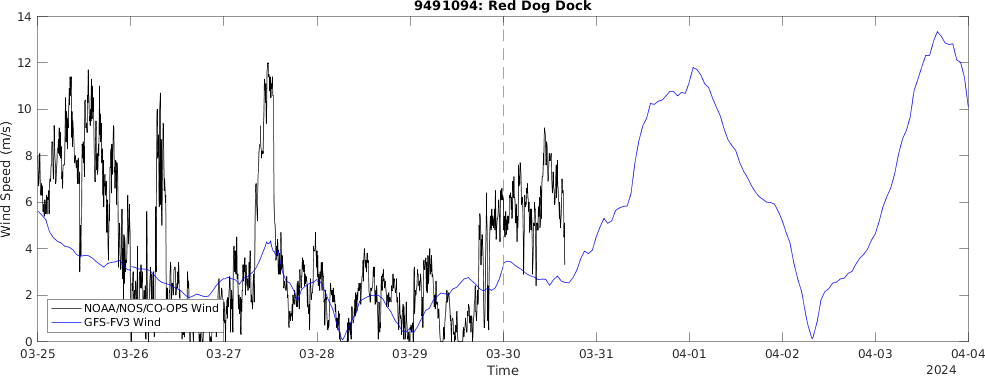 9491094: Red Dog Dock
Wind Speed (m/s)
14
12
10
8
6
4
2
0
NOAA/NOS/CO-OPS Wind
GFS-FV3 Wind
03-25 03-26 03-27 03-28 03-29 03-30 03-31 04-01 04-02 04-03 04-04
Time
2024